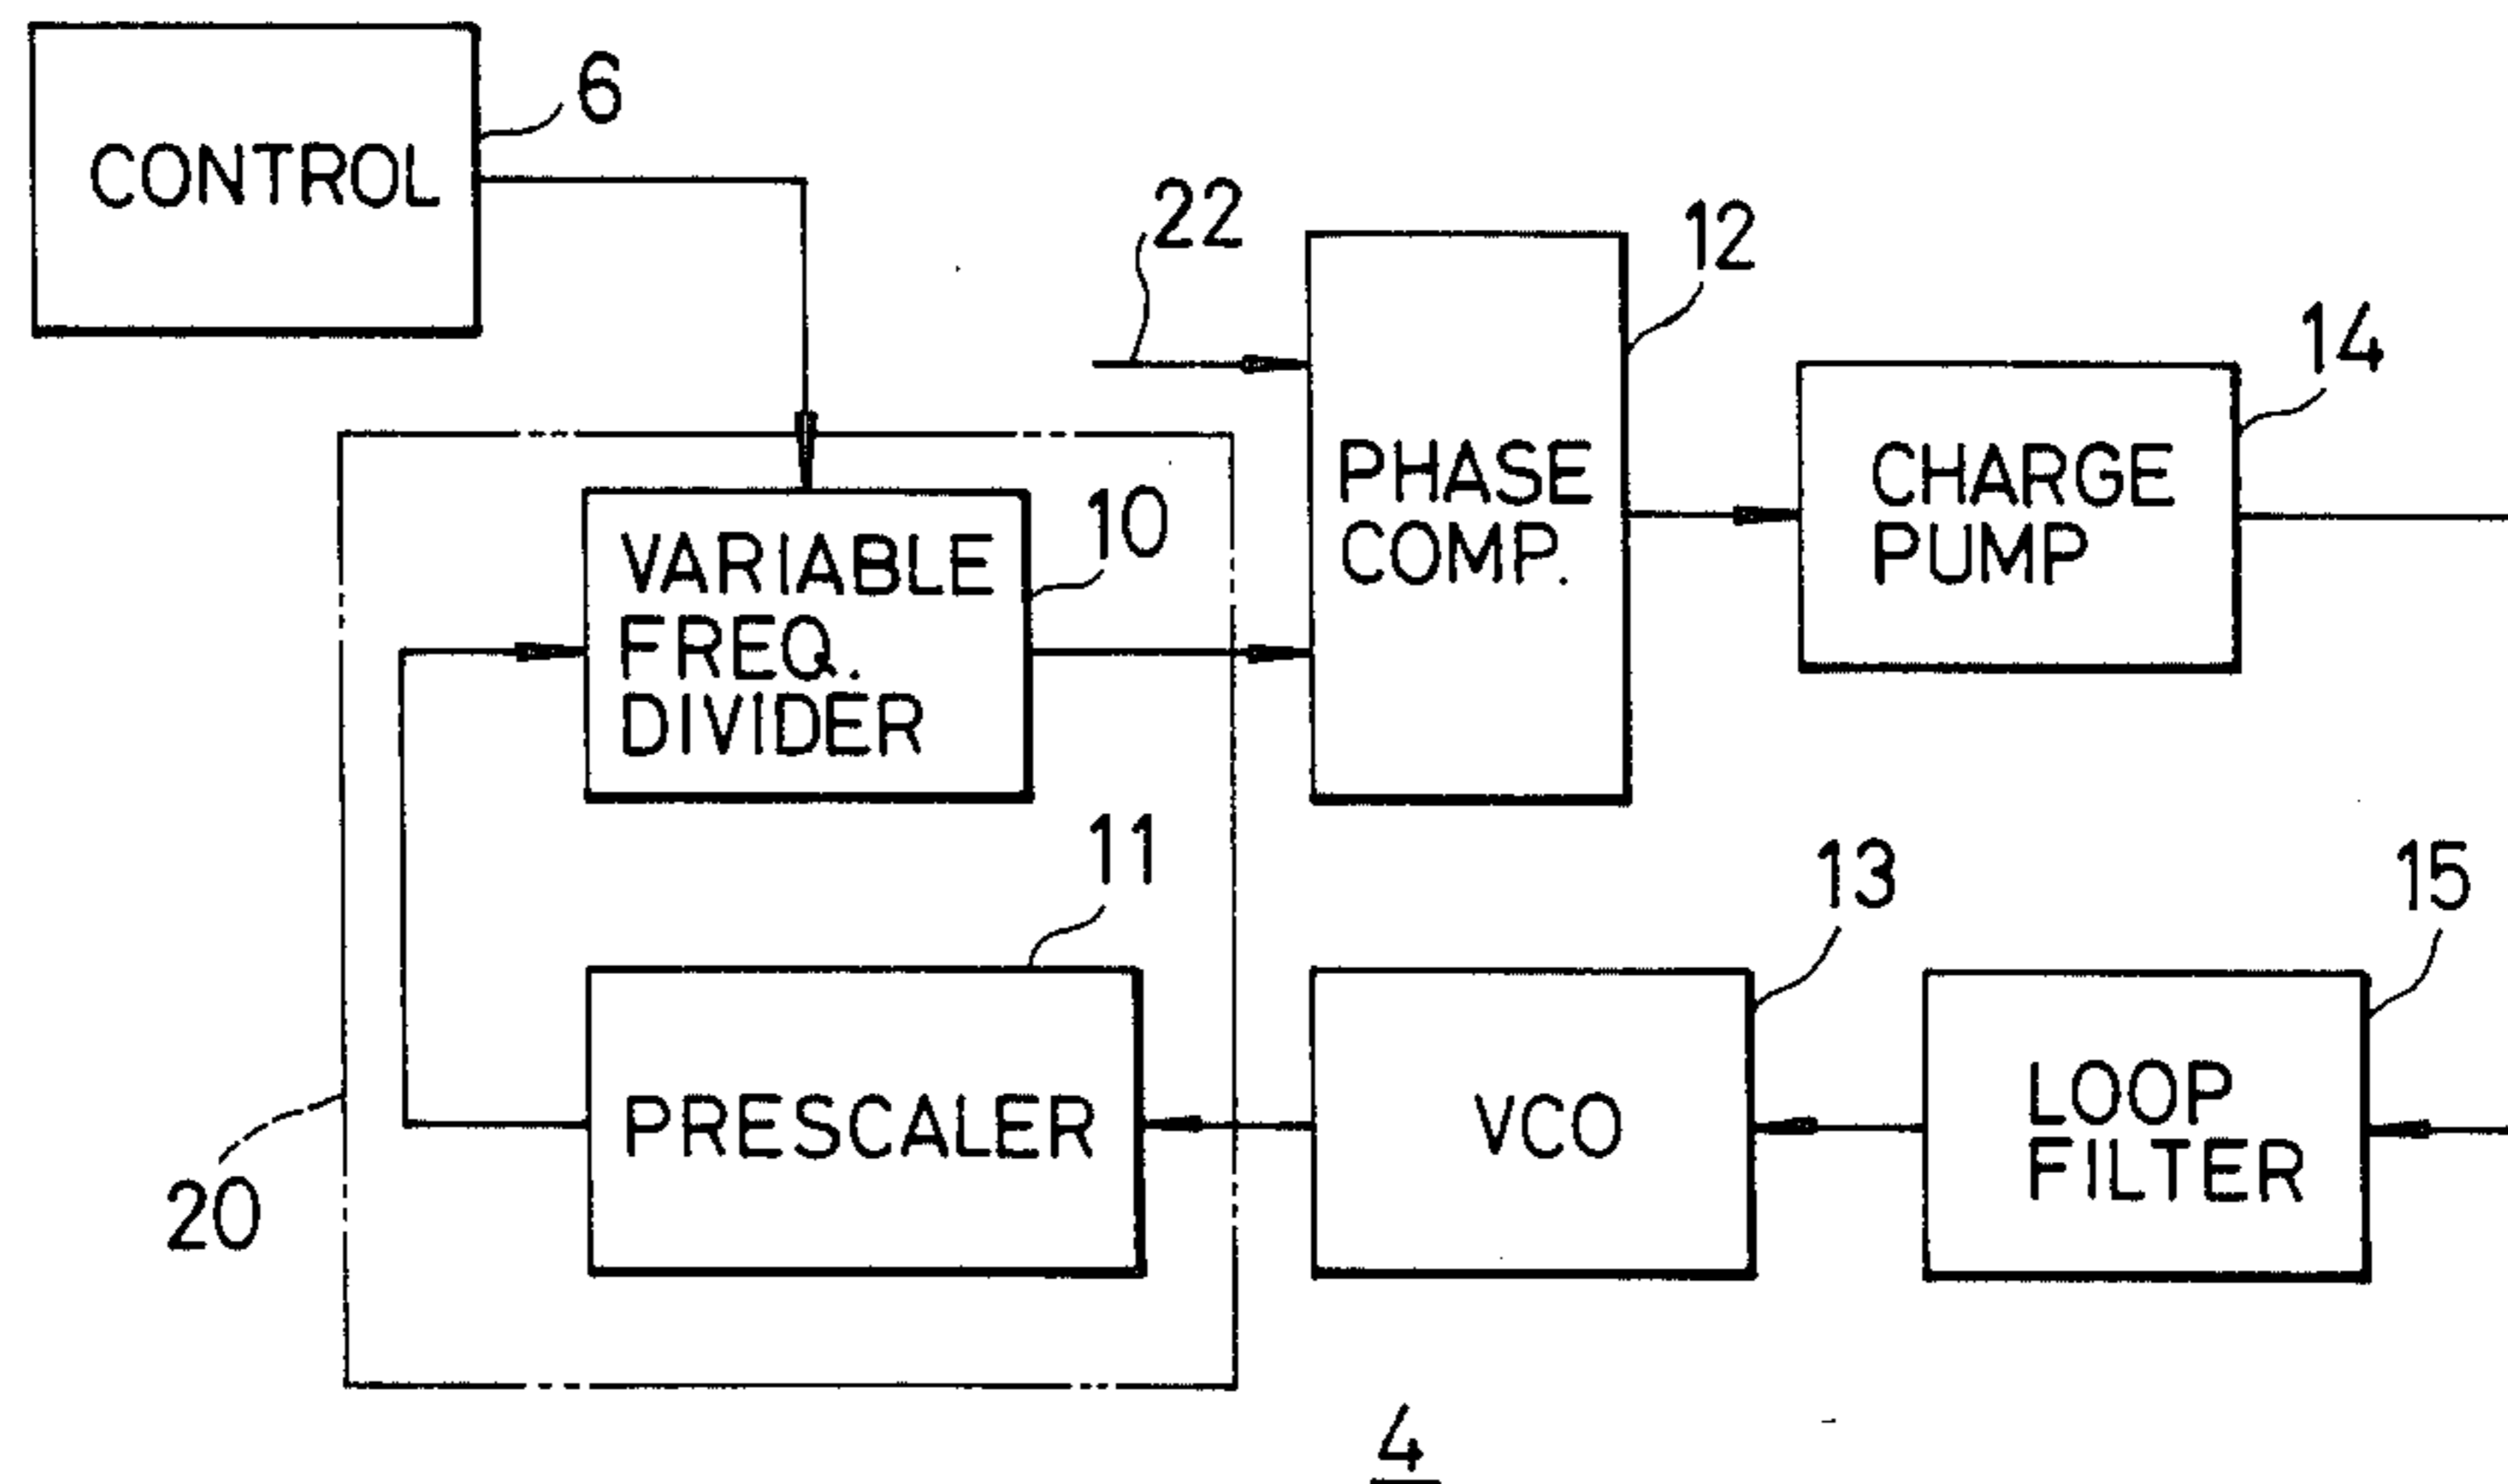 CONTROL
6
22
12
14
PHASE
COMP.
CHARGE
PUMP
10
VARIABLE
FREQ.
DIVIDER
11
13
15
PRESCALER
VCO
LOOP
FILTER
20
4